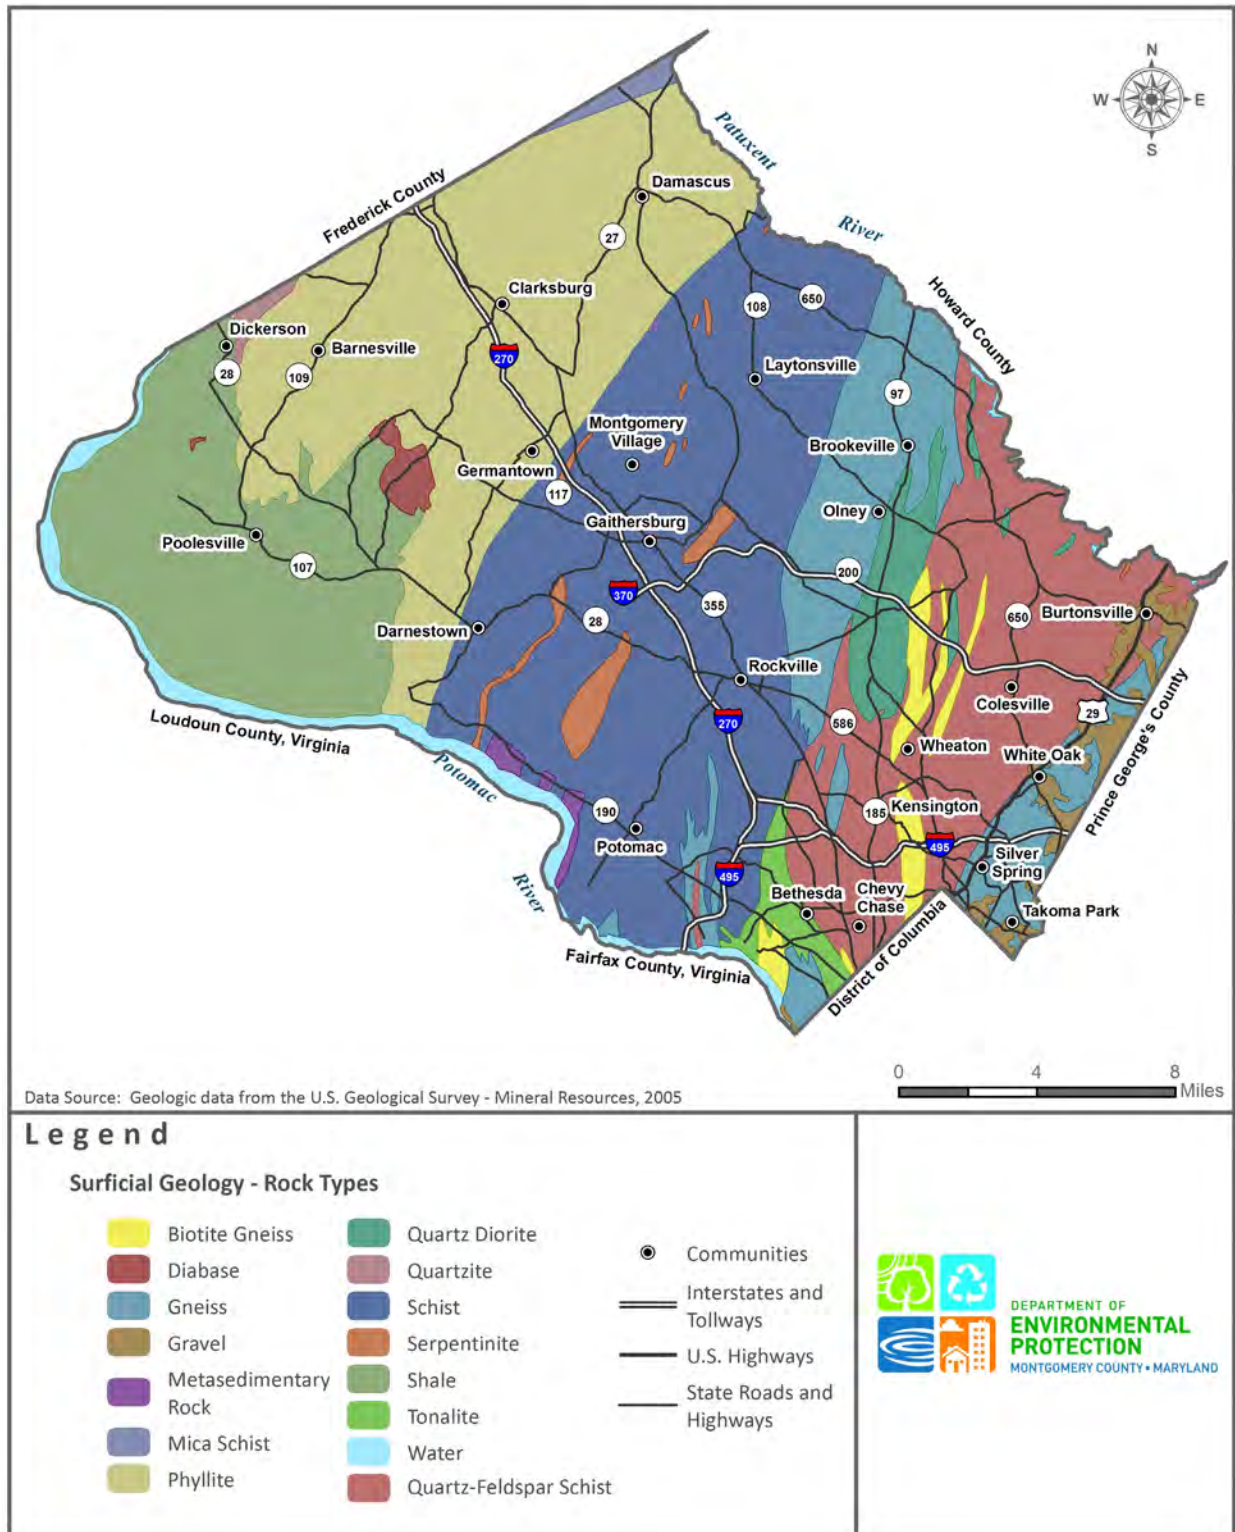 N
W
E
S
Patuxent
River
Frederick County
Damascus
27
Howard County
Clarksburg
108
650
Dickerson
Barnesville
270
28
109
Laytonsville
97
Montgomery
Village
Brookeville
Germantown
117
Olney
Gaithersburg
Poolesville
107
200
370
355
28
650
Burtonsville
Darnestown
Rockville
Colesville
270
586
29
Loudoun County, Virginia
Wheaton
White Oak
Prince George's County
Potomac
River
190
185
Kensington
Potomac
495
495
Silver
Spring
Bethesda
Chevy
Chase
Takoma Park
District of Columbia
Fairfax County, Virginia
0
4
8
Miles
Data Source: Geologic data from the U.S. Geological Survey - Mineral Resources, 2005
Legend
Surficial Geology - Rock Types
Biotite Gneiss
Diabase
Gneiss
Gravel
Metasedimentary
Rock
Mica Schist
Phyllite
Quartz Diorite
Quartzite
Schist
Serpentinite
Shale
Tonalite
Water
Quartz-Feldspar Schist
Communities
Interstates and
Tollways
U.S. Highways
State Roads and
Highways
DEPARTMENT OF
ENVIRONMENTAL
PROTECTION
MONTGOMERY COUNTY • MARYLAND